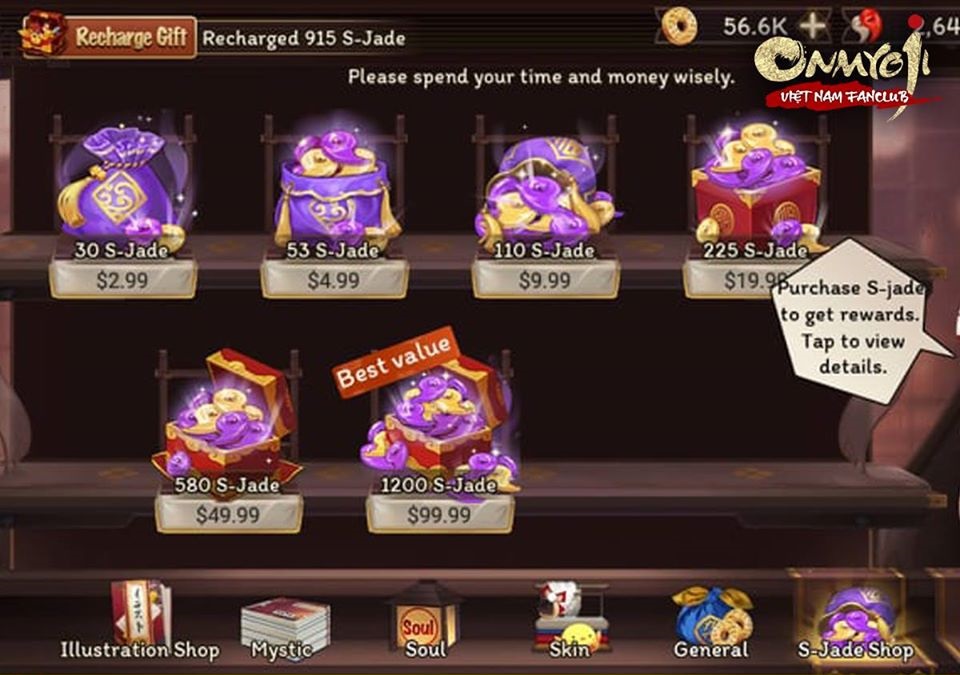 Recharge Gift
Recharged 915 S-Jade
56.6K
Please spend your time and money wisely.
ONMYOJI
VIỆT NAM FANCLUB
30 S-Jade
53 S-Jade
110 S-Jade
225 S-Jade
$2.99
$4.99
$9.99
Purchase S-jade
to get rewards.
Tap to view
details.
Best value
580 S-Jade
1200 S-Jade
$49.99
$99.99
Soul
Illustration Shop
Mystic
Soul
Skin
General
S-Jade Shop